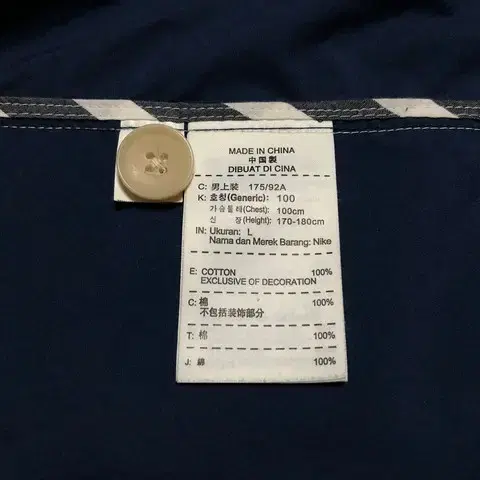 MADE IN CHINA
中国製
DIBUAT DI CINA
C: 男上装 175/92A
K: 호칭(Generic): 100
가슴둘레(Chest): 100cm
신 장(Height): 170-180cm
IN: Ukuran: L
Nama dan Merek Barang: Nike
E: COTTON 100%
EXCLUSIVE OF DECORATION
C: 棉 100%
不包括装饰部分
T: 棉 100%
J: 綿 100%